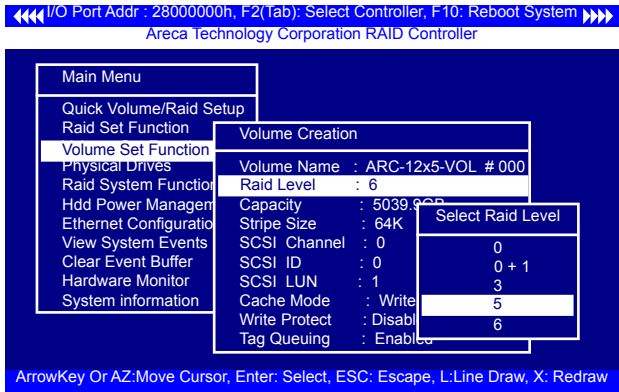 I/O Port Addr : 28000000h, F2(Tab): Select Controller, F10: Reboot System
Areca Technology Corporation RAID Controller
Main Menu
Quick Volume/Raid Setup
Raid Set Function
Volume Set Function
Physical Drives
Raid System Function
Hdd Power Managem
Ethernet Configuratio
View System Events
Clear Event Buffer
Hardware Monitor
System information
Volume Creation
Volume Name : ARC-12x5-VOL # 000
Raid Level : 6
Capacity : 5039.9GB
Stripe Size : 64K
SCSI Channel : 0
SCSI ID : 0
SCSI LUN : 1
Cache Mode : Write
Write Protect : Disabl
Tag Queuing : Enabled
Select Raid Level
0
0 + 1
3
5
6
ArrowKey Or AZ:Move Cursor, Enter: Select, ESC: Escape, L:Line Draw, X: Redraw